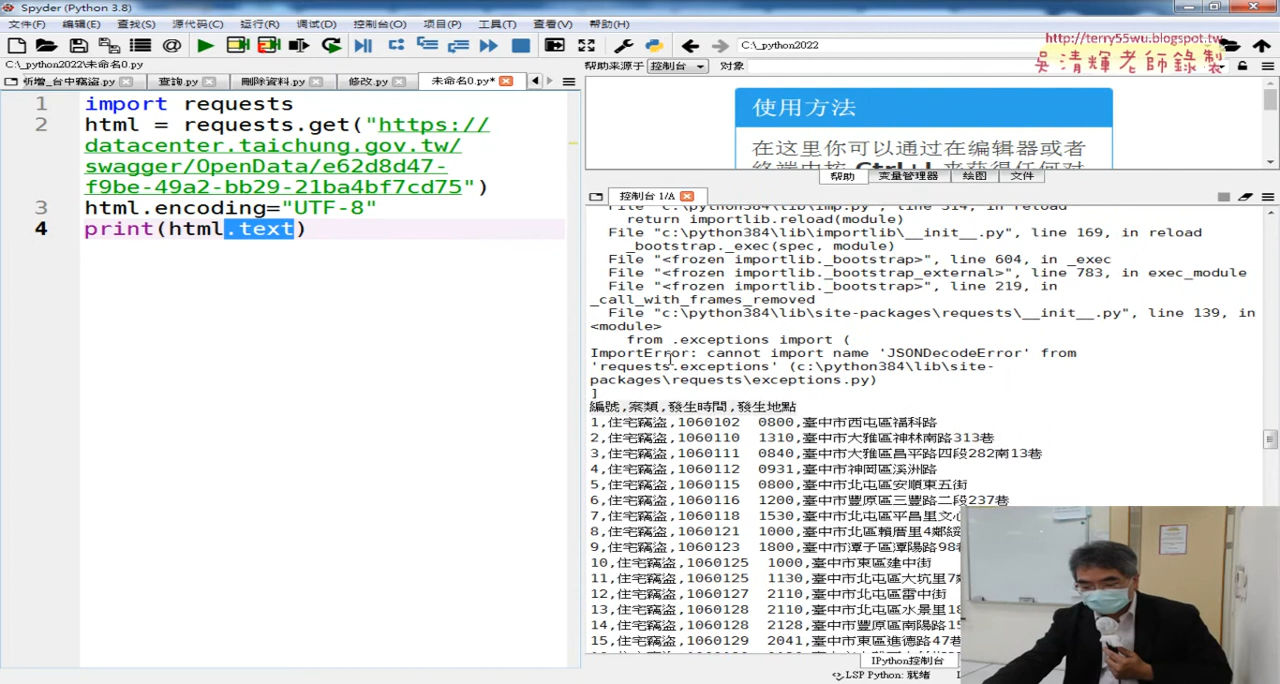 Spyder (Python 3.8)
文件(F) 编辑(E) 查找(S) 源代码(C) 运行(R) 调试(D) 控制台(O) 项目(P) 工具(T) 查看(V) 帮助(H)
C:\_python2022
http://terry55wu.blogspot.tw
吳清輝老師錄製
C:\_python2022\未命名0.py
新增_台中竊盜.py 查詢.py 刪除資料.py 修改.py 未命名0.py*
帮助来源于 控制台 对象
1 import requests
2 html = requests.get("https://
datacenter.taichung.gov.tw/
swagger/OpenData/e62d8d47-
f9be-49a2-bb29-21ba4bf7cd75")
3 html.encoding="UTF-8"
4 print(html.text)
使用方法
在这里你可以通过在编辑器或者
帮助 变量管理器 绘图 文件
控制台 1/A
File "c:\python384\lib\imp.py", line 314, in reload
return importlib.reload(module)
File "c:\python384\lib\importlib\__init__.py", line 169, in reload
_bootstrap._exec(spec, module)
File "<frozen importlib._bootstrap>", line 604, in _exec
File "<frozen importlib._bootstrap_external>", line 783, in exec_module
File "<frozen importlib._bootstrap>", line 219, in
_call_with_frames_removed
File "c:\python384\lib\site-packages\requests\__init__.py", line 139, in
<module>
from .exceptions import (
ImportError: cannot import name 'JSONDecodeError' from
'requests.exceptions' (c:\python384\lib\site-
packages\requests\exceptions.py)
]
編號,案類,發生時間,發生地點
1,住宅竊盜,1060102 0800,臺中市西屯區福科路
2,住宅竊盜,1060110 1310,臺中市大雅區神林南路313巷
3,住宅竊盜,1060111 0840,臺中市大雅區昌平路四段282南13巷
4,住宅竊盜,1060112 0931,臺中市神岡區溪洲路
5,住宅竊盜,1060115 0800,臺中市北屯區安順東五街
6,住宅竊盜,1060116 1200,臺中市豐原區三豐路二段237巷
7,住宅竊盜,1060118 1530,臺中市北屯區平昌里文心
8,住宅竊盜,1060121 1000,臺中市北區賴厝里4鄰
9,住宅竊盜,1060123 1800,臺中市潭子區潭陽路98巷
10,住宅竊盜,1060125 1000,臺中市東區建中街
11,住宅竊盜,1060125 1130,臺中市北屯區大坑里7
12,住宅竊盜,1060127 2110,臺中市北屯區雷中街
13,住宅竊盜,1060128 2110,臺中市北屯區水景里18
14,住宅竊盜,1060128 2128,臺中市豐原區南陽路15
15,住宅竊盜,1060129 2041,臺中市東區進德路47巷
IPython控制台
LSP Python: 就绪